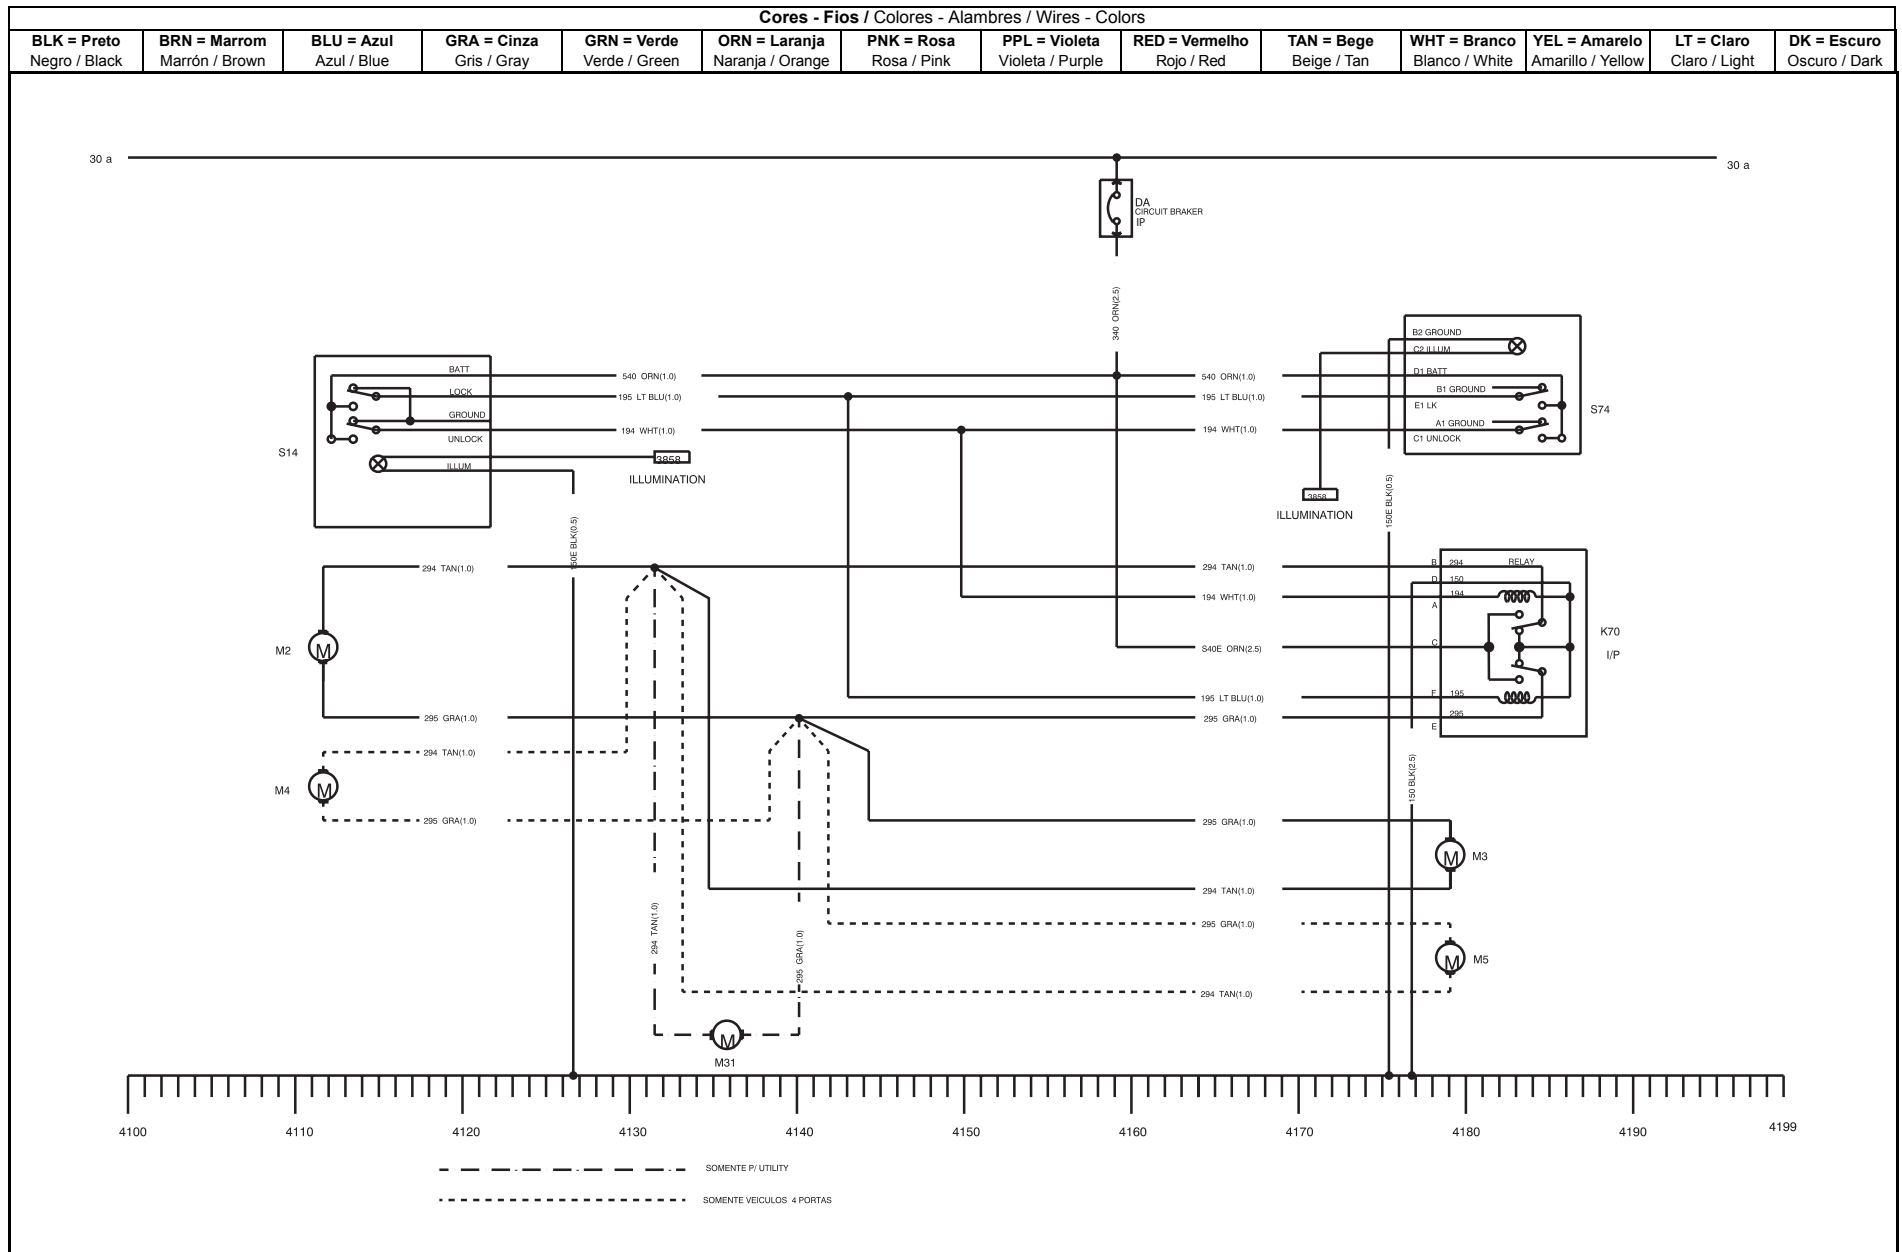 Cores - Fios / Colores - Alambres / Wires - Colors
BLK = Preto BRN = Marrom BLU = Azul GRA = Cinza GRN = Verde ORN = Laranja PNK = Rosa PPL = Violeta RED = Vermelho TAN = Bege WHT = Branco YEL = Amarelo LT = Claro DK = Escuro
Negro / Black Marrón / Brown Azul / Blue Gris / Gray Verde / Green Naranja / Orange Rosa / Pink Violeta / Purple Rojo / Red Beige / Tan Blanco / White Amarillo / Yellow Claro / Light Oscuro / Dark
30 a
30 a
DA
CIRCUIT BRAKER
IP
340 ORN(2.5)
B2 GROUND
C2 ILLUM
BATT
540 ORN(1.0)
540 ORN(1.0)
D1 BATT
LOCK
195 LT BLU(1.0)
195 LT BLU(1.0)
B1 GROUND
E1 LK
S74
GROUND
A1 GROUND
194 WHT(1.0)
194 WHT(1.0)
UNLOCK
C1 UNLOCK
S14
3858
ILLUM
ILLUMINATION
3858
ILLUMINATION
150E BLK(0.5)
150E BLK(0.5)
294 TAN(1.0)
294 TAN(1.0)
B 294 RELAY
D 150
194
194 WHT(1.0)
A
K70
I/P
M2
S40E ORN(2.5)
C
195 LT BLU(1.0)
F 195
295 GRA(1.0)
295 GRA(1.0)
295
E
294 TAN(1.0)
M
M
M4
150 BLK(2.5)
295 GRA(1.0)
295 GRA(1.0)
M
M3
294 TAN(1.0)
294 TAN(1.0)
295 GRA(1.0)
295 GRA(1.0)
M
M5
294 TAN(1.0)
M
M31
4100 4110 4120 4130 4140 4150 4160 4170 4180 4190 4199
SOMENTE P/ UTILITY
SOMENTE VEICULOS 4 PORTAS